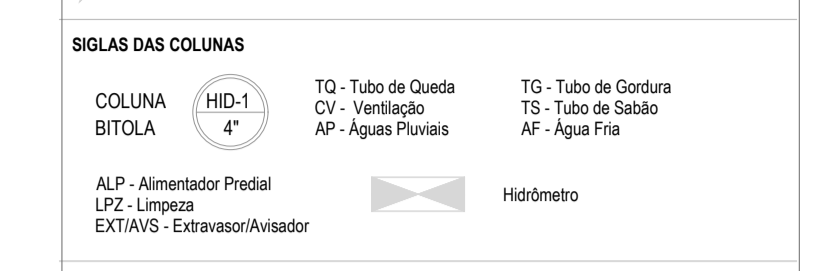 SIGLAS DAS COLUNAS
COLUNA HID-1
BITOLA 4"
TQ - Tubo de Queda
CV - Ventilação
AP - Águas Pluviais
TG - Tubo de Gordura
TS - Tubo de Sabão
AF - Água Fria
ALP - Alimentador Predial
LPZ - Limpeza
EXT/AVS - Extravasor/Avisador
Hidrômetro